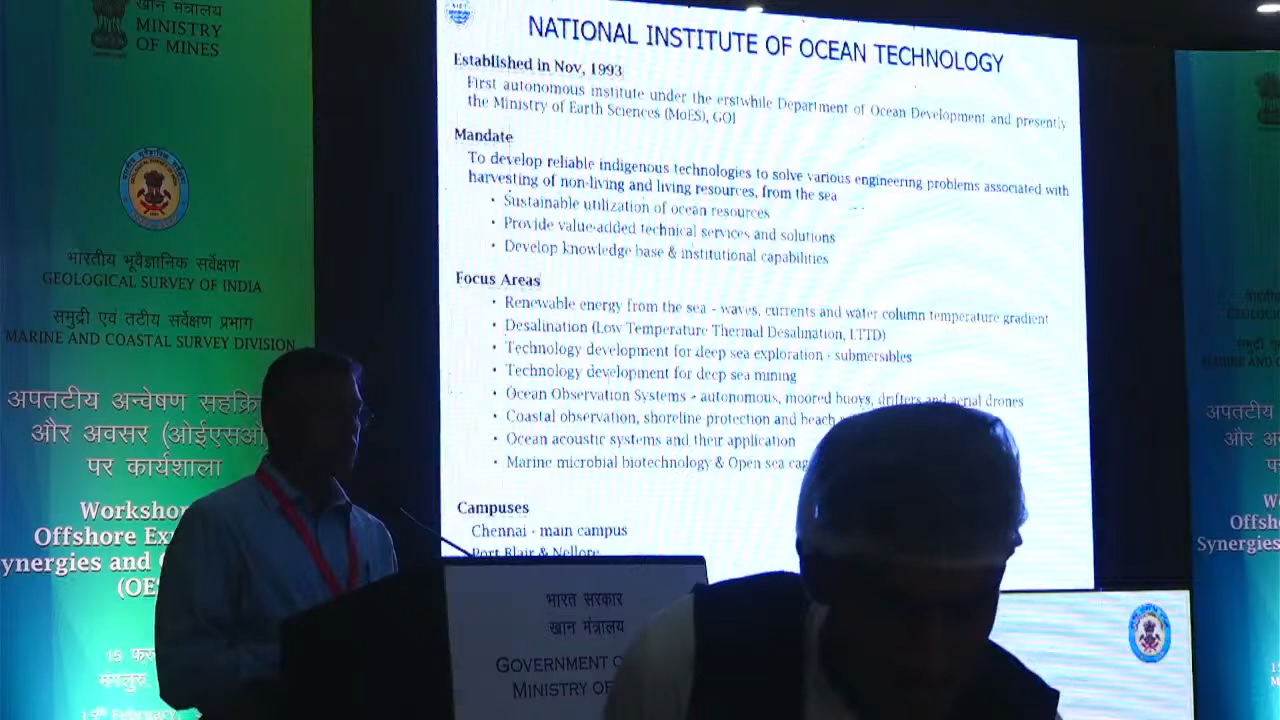 खान मंत्रालय
MINISTRY
OF MINES
भारतीय भूवैज्ञानिक सर्वेक्षण
GEOLOGICAL SURVEY OF INDIA
समुद्री एवं तटीय सर्वेक्षण प्रभाग
MARINE AND COASTAL SURVEY DIVISION
अपतटीय अन्वेषण
और अवसर (ओईएसओ
पर कार्यशाला
Offshore
Synergies and
NATIONAL INSTITUTE OF OCEAN TECHNOLOGY
Established in Nov, 1993
First autonomous institute under the erstwhile Department of Ocean Development and presently
the Ministry of Earth Sciences (MoES), GOI
Mandate
To develop reliable indigenous technologies to solve various engineering problems associated with
harvesting of non-living and living resources, from the sea
• Sustainable utilization of ocean resources
• Provide value-added technical services and solutions
• Develop knowledge base & institutional capabilities
Focus Areas
• Renewable energy from the sea - waves, currents and water column temperature gradient
• Desalination (Low Temperature Thermal Desalination, LTTD)
• Technology development for deep sea exploration - submersibles
• Technology development for deep sea mining
• Ocean Observation Systems - autonomous, moored buoys, drifters and aerial drones
• Coastal observation, shoreline protection and beach
• Ocean acoustic systems and their application
• Marine microbial biotechnology & Open sea
Campuses
Chennai - main campus
Port Blair & Nellore
भारत सरकार
खान मंत्रालय
GOVERNMENT
MINISTRY OF
अपतटीय
Synergies